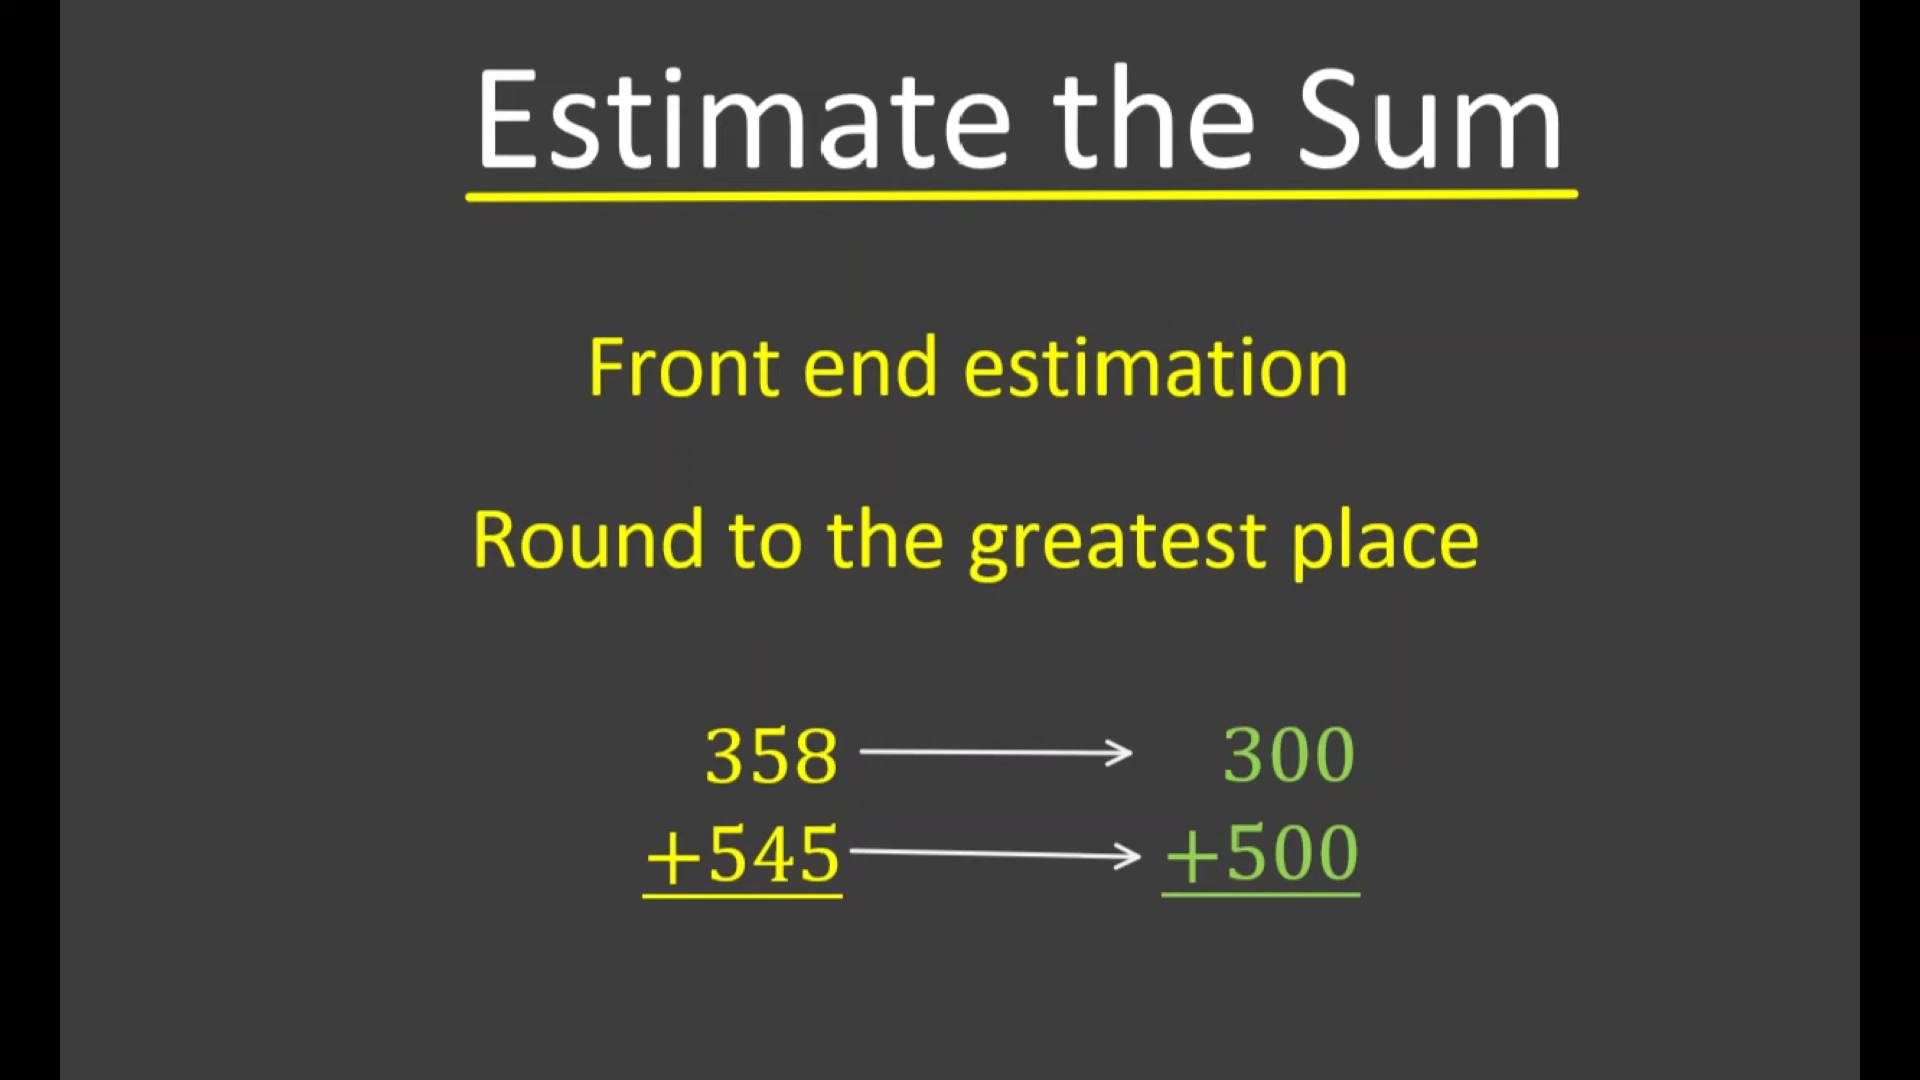 Estimate the Sum
Front end estimation
Round to the greatest place
358 → 300
+545 → +500